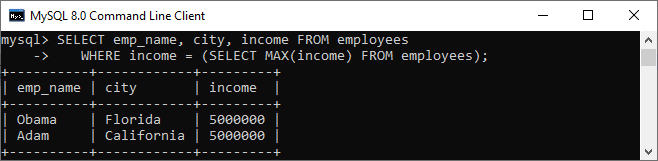 MySQL 8.0 Command Line Client
mysql> SELECT emp_name, city, income FROM employees
    -> WHERE income = (SELECT MAX(income) FROM employees);
+----------+------------+---------+
| emp_name | city       | income  |
+----------+------------+---------+
| Obama    | Florida    | 5000000 |
| Adam     | California | 5000000 |
+----------+------------+---------+